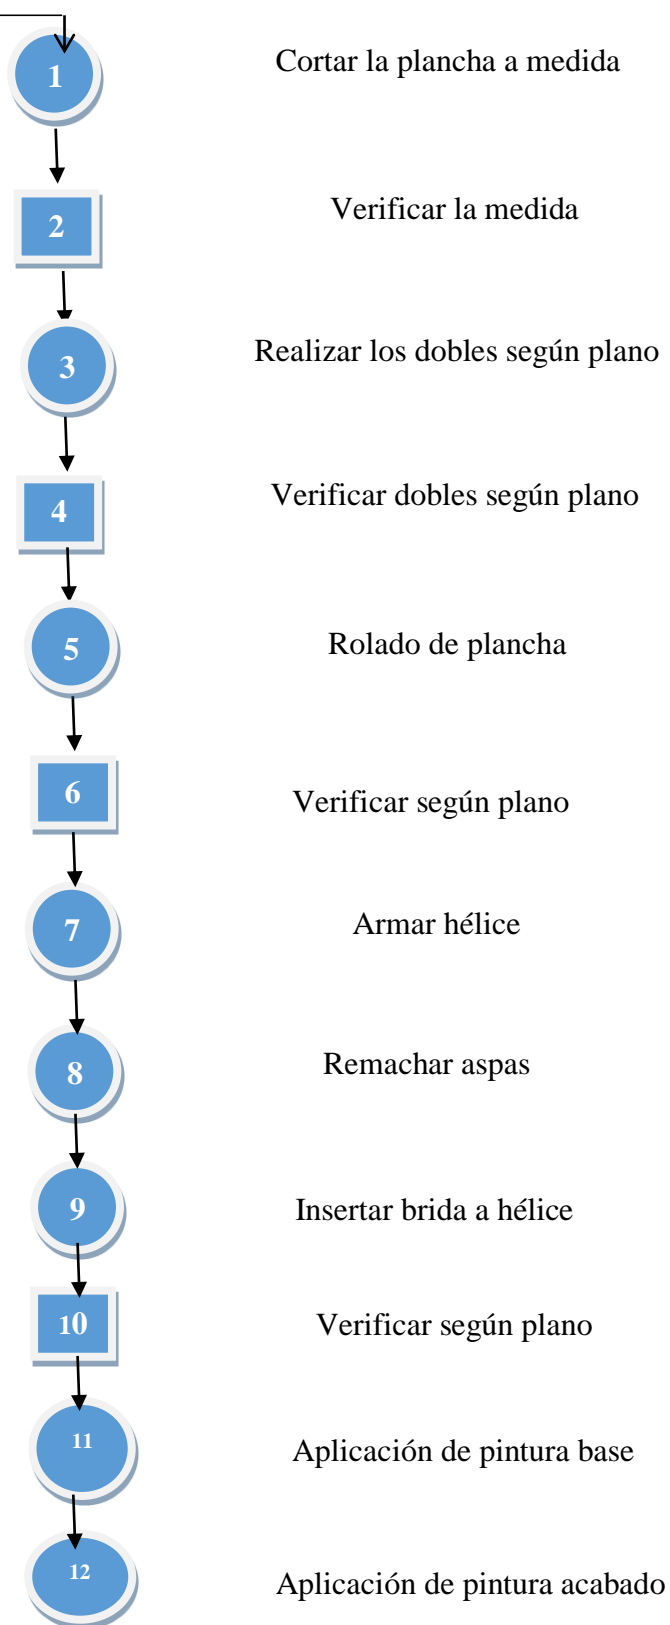 1 Cortar la plancha a medida
2 Verificar la medida
3 Realizar los dobles según plano
4 Verificar dobles según plano
5 Rolado de plancha
6 Verificar según plano
7 Armar hélice
8 Remachar aspas
9 Insertar brida a hélice
10 Verificar según plano
11 Aplicación de pintura base
12 Aplicación de pintura acabado